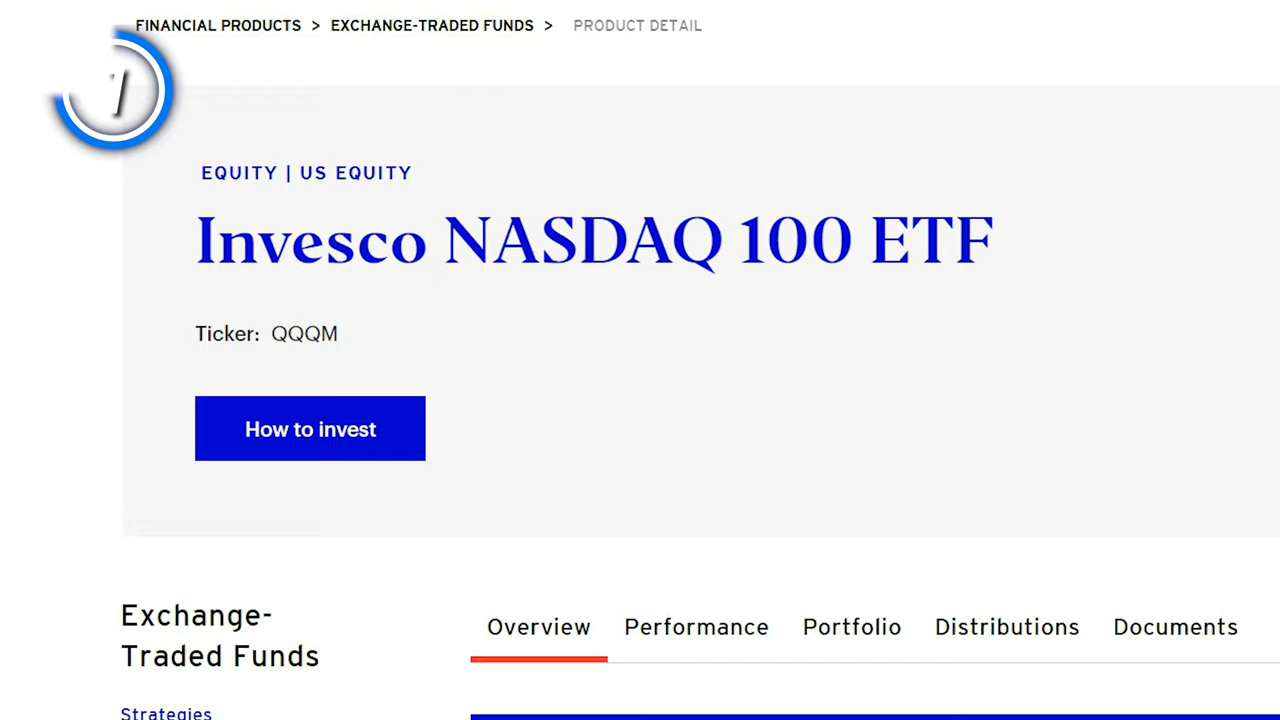 FINANCIAL PRODUCTS > EXCHANGE-TRADED FUNDS > PRODUCT DETAIL
1
EQUITY | US EQUITY
Invesco NASDAQ 100 ETF
Ticker: QQQM
How to invest
Exchange-
Traded Funds
Overview Performance Portfolio Distributions Documents
Strategies